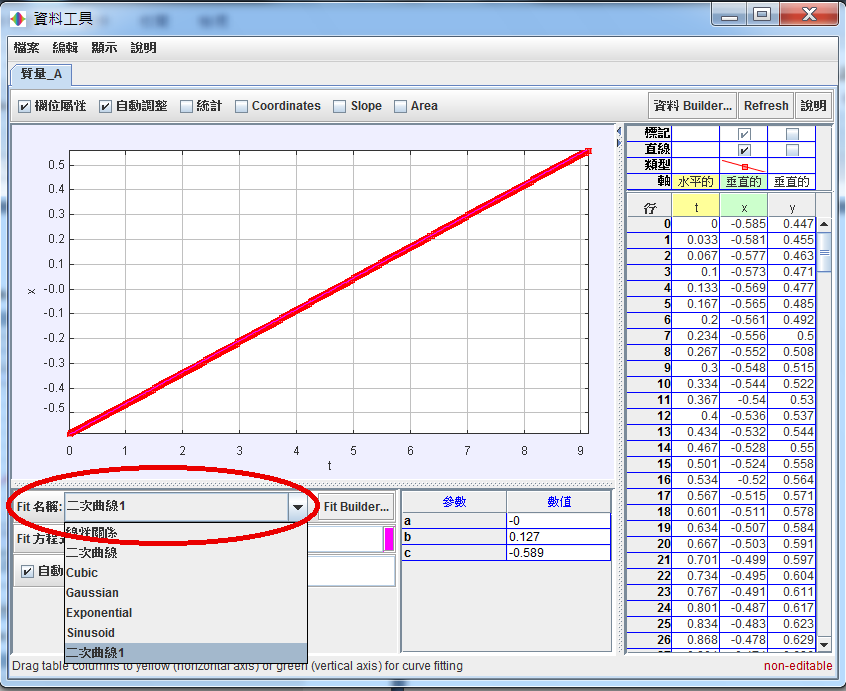 資料工具
檔案 編輯 顯示 說明
質量_A
欄位屬性 自動調整 統計 Coordinates Slope Area 資料 Builder... Refresh 說明
0.5
0.4
0.3
0.2
0.1
-0.0
-0.1
-0.2
-0.3
-0.4
-0.5
x
0 1 2 3 4 5 6 7 8 9
t
標記
直線
類型
軸 水平的 垂直的 垂直的
行 t x y
0 0 -0.585 0.447
1 0.033 -0.581 0.455
2 0.067 -0.577 0.463
3 0.1 -0.573 0.471
4 0.133 -0.569 0.477
5 0.167 -0.565 0.485
6 0.2 -0.561 0.492
7 0.234 -0.556 0.5
8 0.267 -0.552 0.508
9 0.3 -0.548 0.515
10 0.334 -0.544 0.522
11 0.367 -0.54 0.53
12 0.4 -0.536 0.537
13 0.434 -0.532 0.544
14 0.467 -0.528 0.55
15 0.501 -0.524 0.558
16 0.534 -0.52 0.564
17 0.567 -0.515 0.571
18 0.601 -0.511 0.578
19 0.634 -0.507 0.584
20 0.667 -0.503 0.591
21 0.701 -0.499 0.597
22 0.734 -0.495 0.604
23 0.767 -0.491 0.611
24 0.801 -0.487 0.617
25 0.834 -0.483 0.623
26 0.868 -0.478 0.629
Fit 名稱: 二次曲線1 Fit Builder...
Fit 方程
自動
線性關係
二次曲線
Cubic
Gaussian
Exponential
Sinusoid
二次曲線1
參數 數值
a -0
b 0.127
c -0.589
Drag table columns to yellow (horizontal axis) or green (vertical axis) for curve fitting non-editable